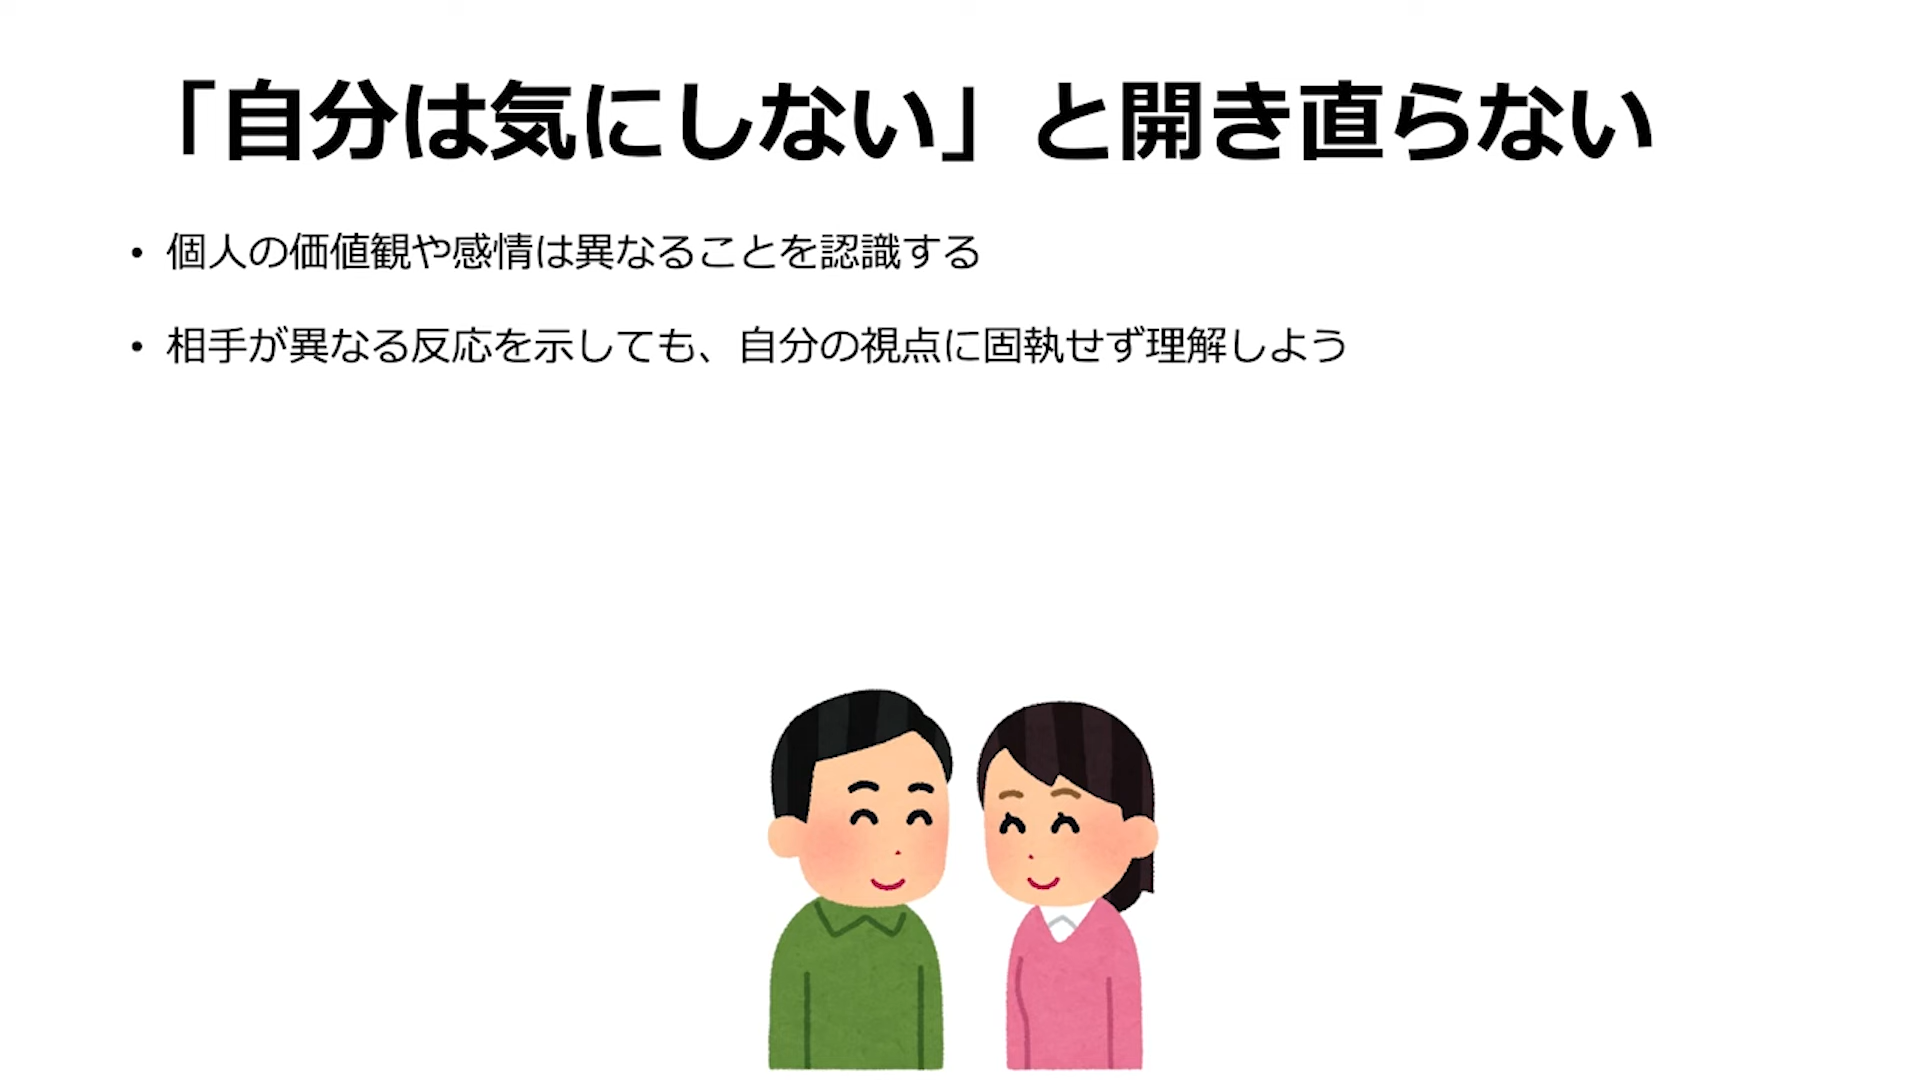 「自分は気にしない」と開き直らない
• 個人の価値観や感情は異なることを認識する
• 相手が異なる反応を示しても、自分の視点に固執せず理解しよう